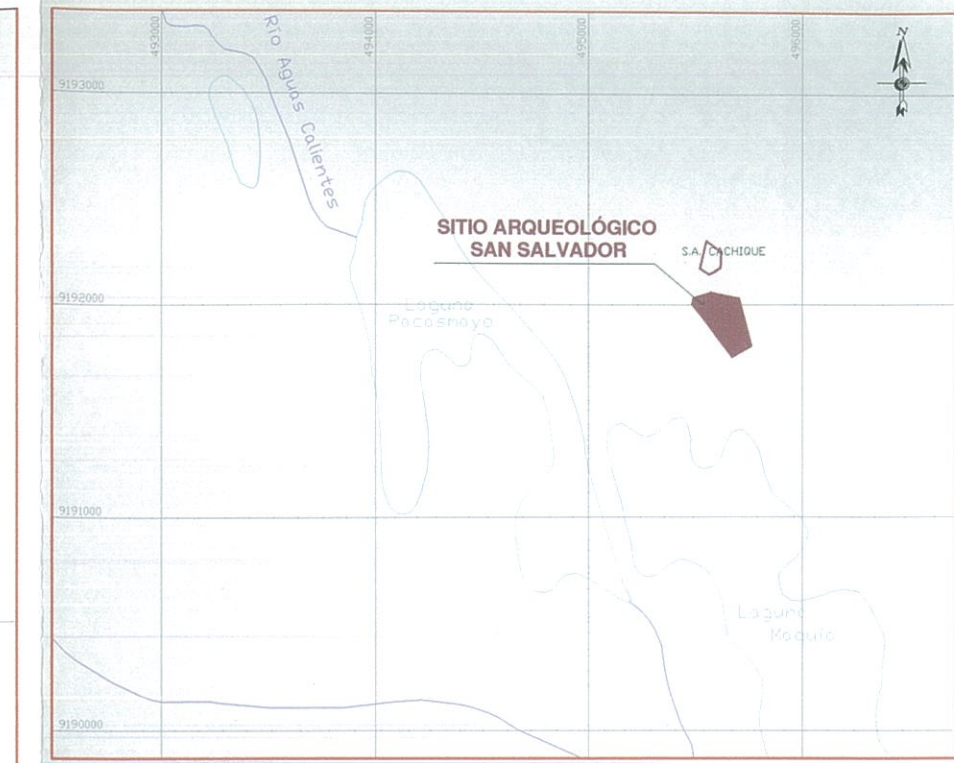 493000
494000
495000
496000
N
9193000
Río Aguas Calientes
SITIO ARQUEOLÓGICO
SAN SALVADOR
S.A. CACHIQUE
9192000
Laguna
Pacasmayo
9191000
Laguna
9190000